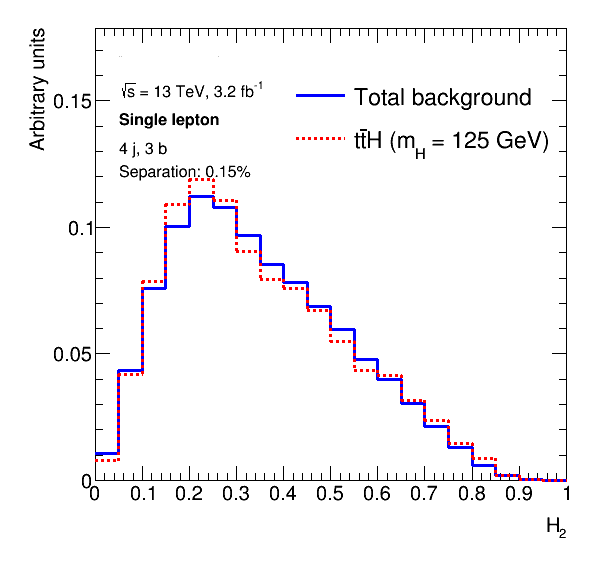 Arbitrary units
√s = 13 TeV, 3.2 fb⁻¹
Single lepton
4 j, 3 b
Separation: 0.15%
Total background
tt̄H (m_H = 125 GeV)
0.15
0.1
0.05
0
0 0.1 0.2 0.3 0.4 0.5 0.6 0.7 0.8 0.9 1
H₂